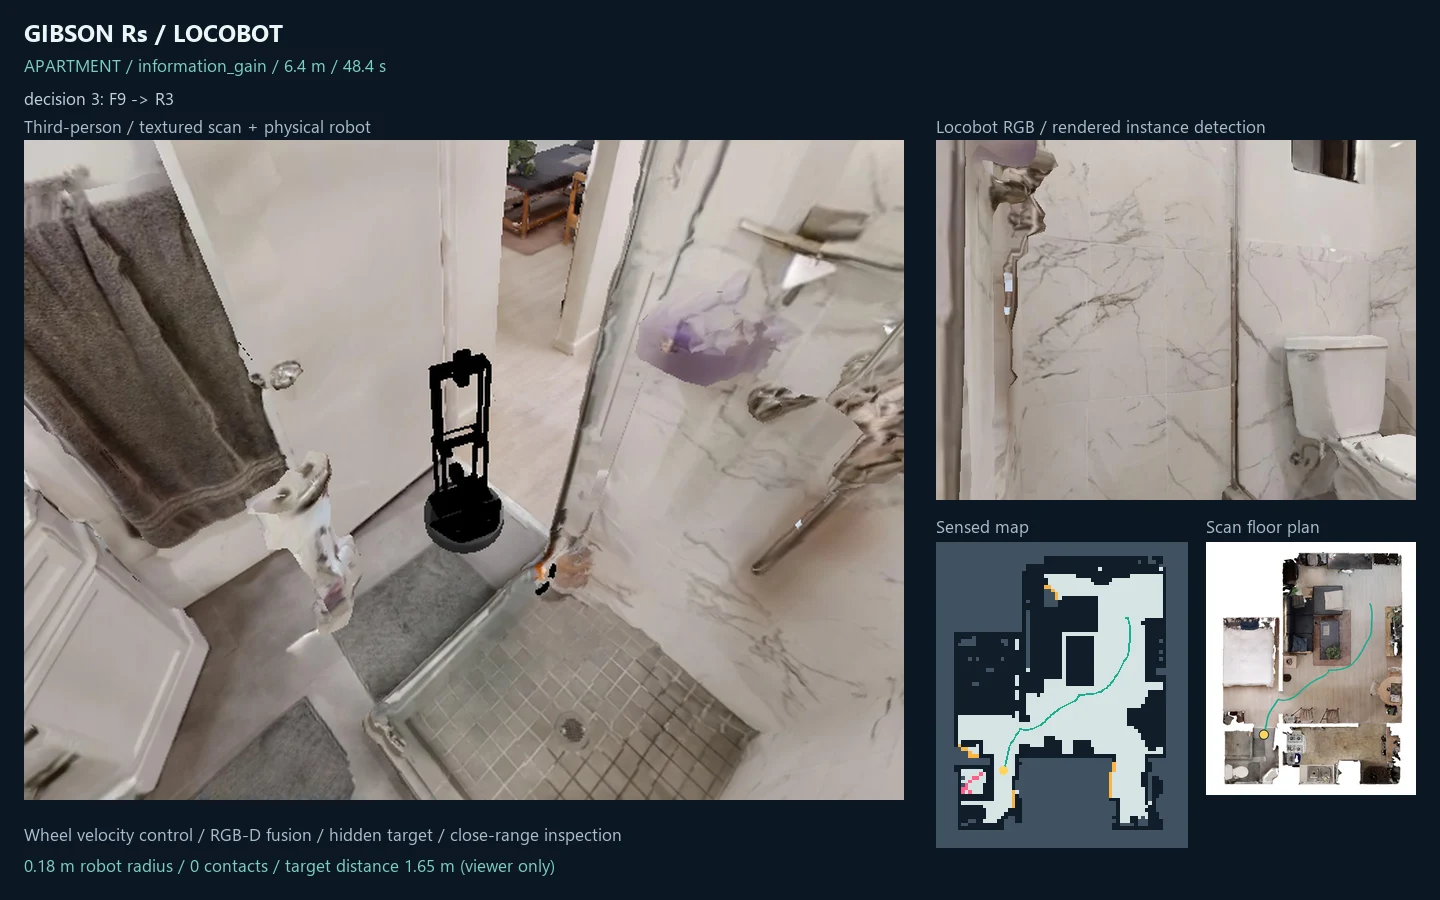 GIBSON Rs / LOCOBOT
APARTMENT / information_gain / 6.4 m / 48.4 s
decision 3: F9 -> R3
Third-person / textured scan + physical robot
Locobot RGB / rendered instance detection
Sensed map
Scan floor plan
Wheel velocity control / RGB-D fusion / hidden target / close-range inspection
0.18 m robot radius / 0 contacts / target distance 1.65 m (viewer only)